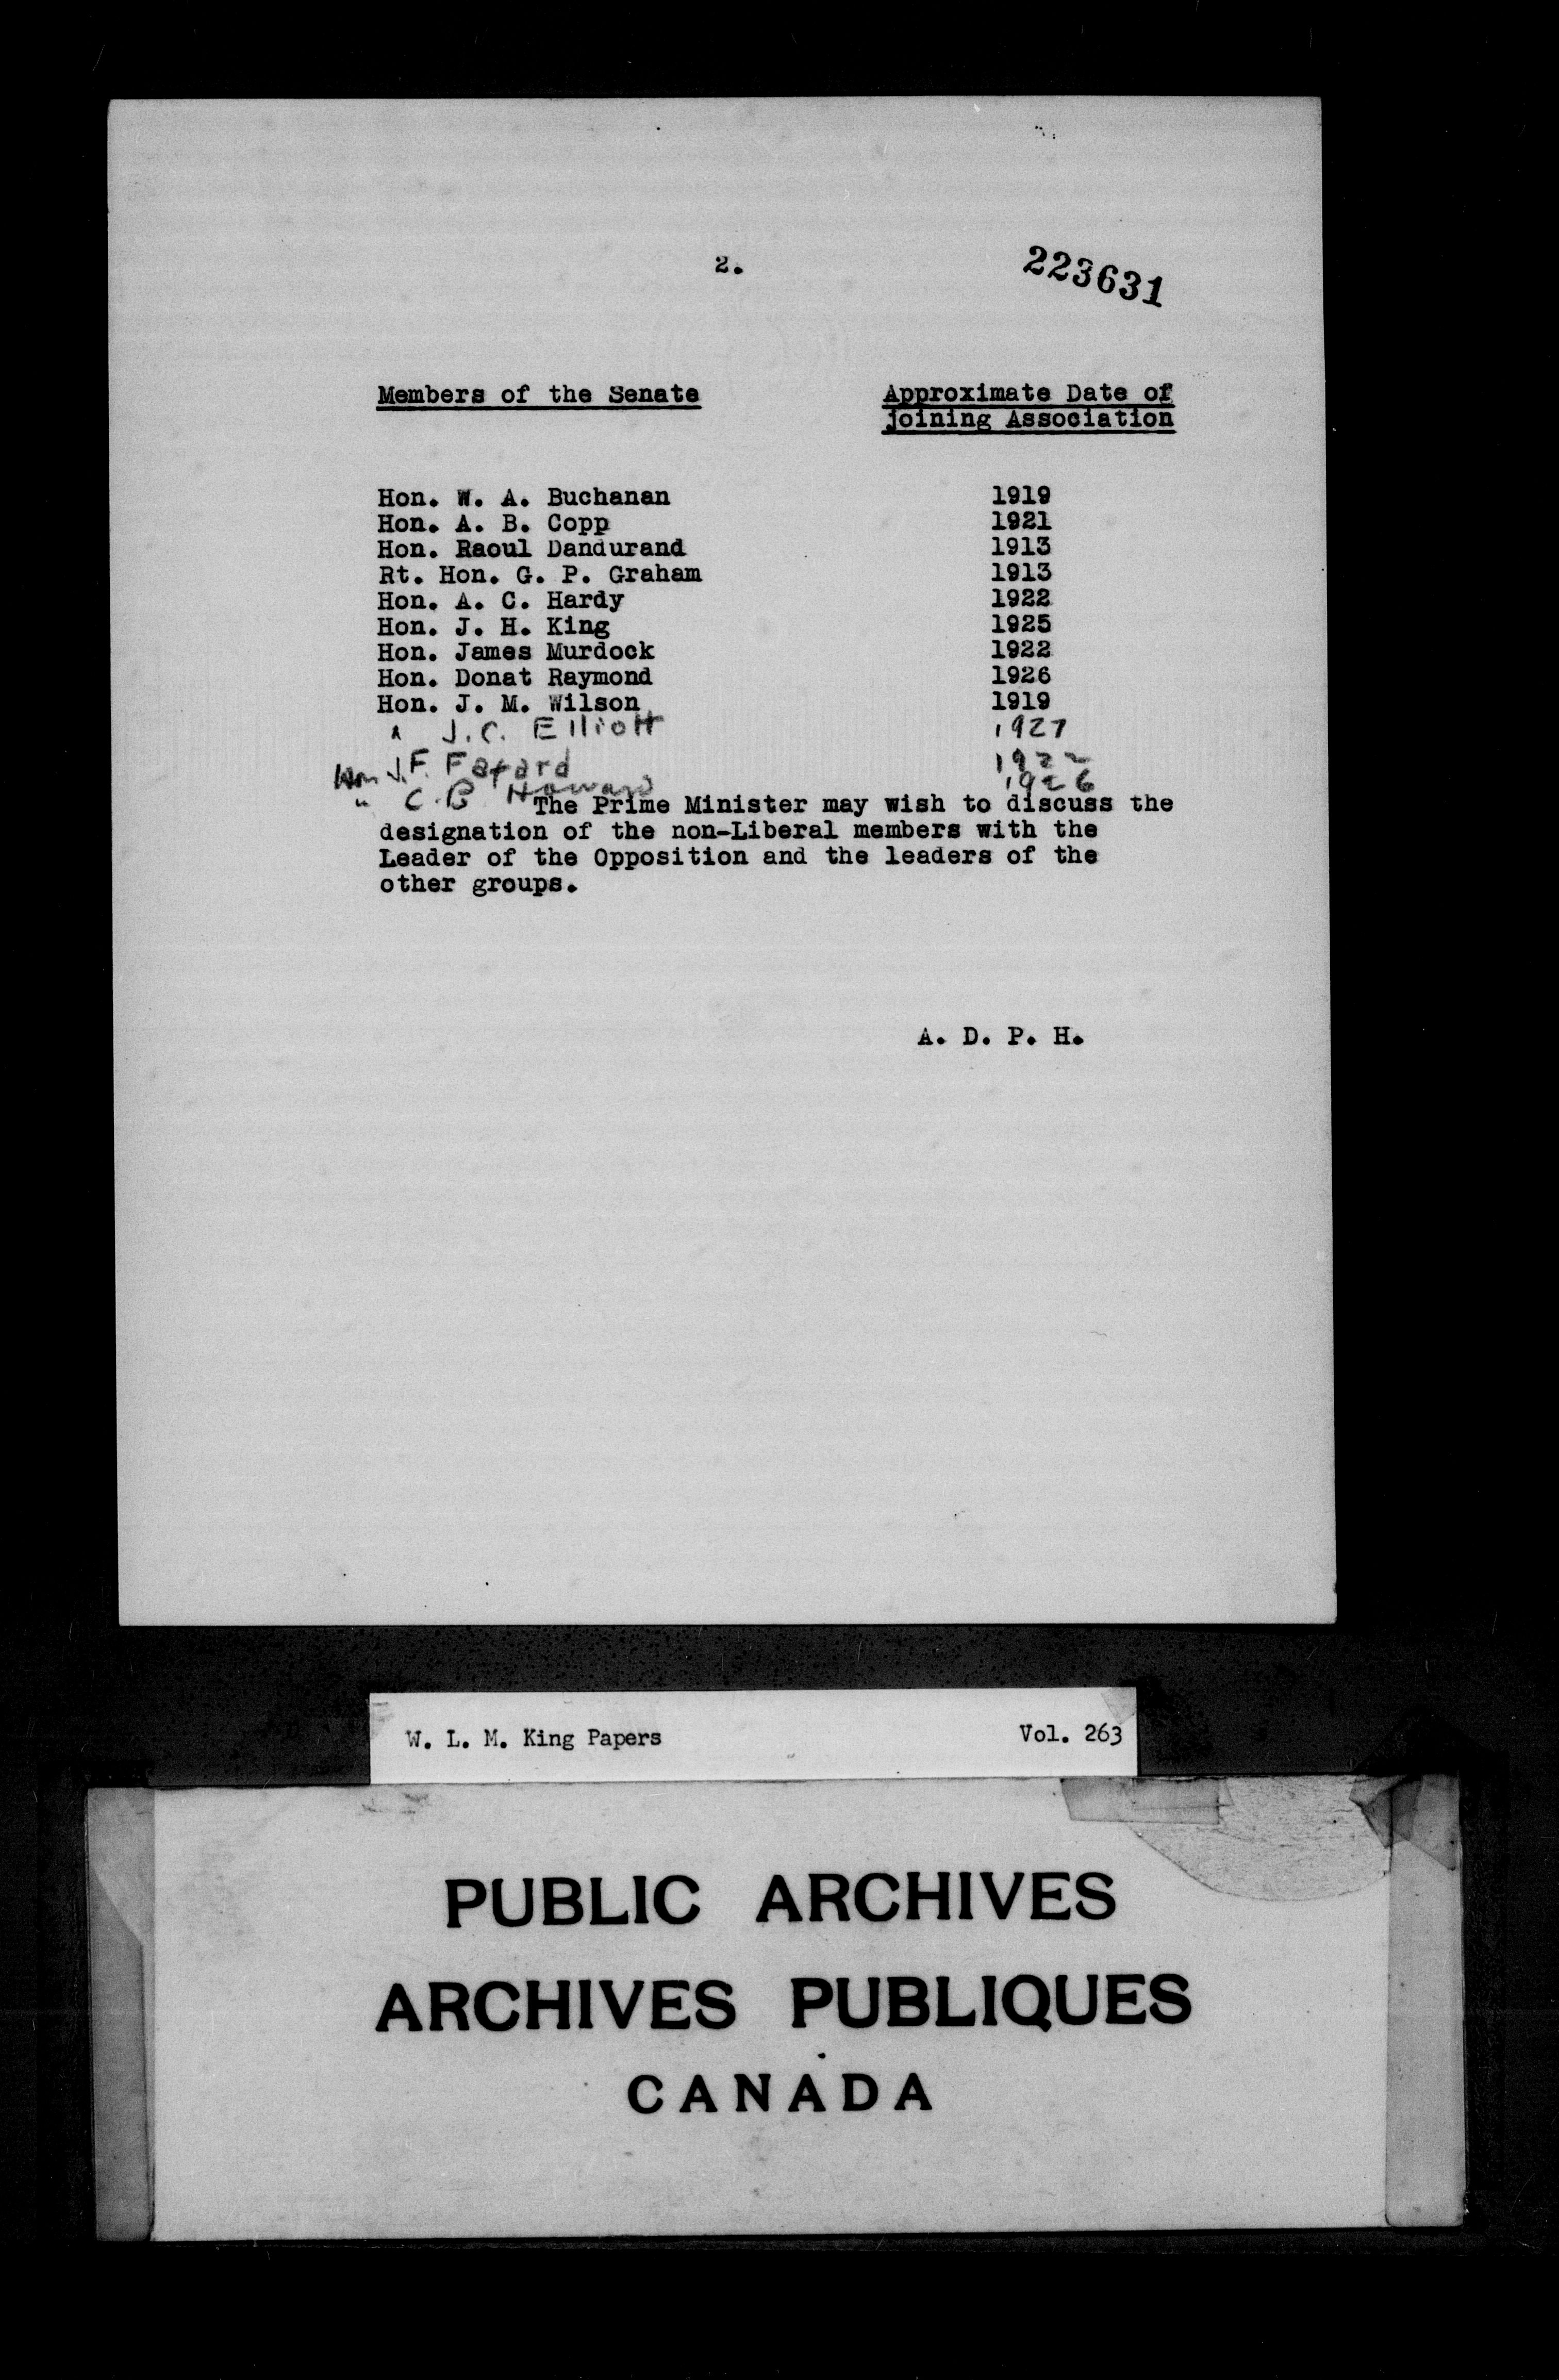 2.
223631
Members of the Senate Approximate Date of
joining Association
Hon. W. A. Buchanan 1919
Hon. A. B. Copp 1921
Hon. Raoul Dandurand 1913
Rt. Hon. G. P. Graham 1913
Hon. A. C. Hardy 1922
Hon. J. H. King 1925
Hon. James Murdock 1922
Hon. Donat Raymond 1926
Hon. J. M. Wilson 1919
" J. C. Elliott 1927
Hon J. F. Fafard 1922
" C. B. Howard 1926
The Prime Minister may wish to discuss the
designation of the non-Liberal members with the
Leader of the Opposition and the leaders of the
other groups.
A. D. P. H.
W. L. M. King Papers Vol. 263
PUBLIC ARCHIVES
ARCHIVES PUBLIQUES
CANADA